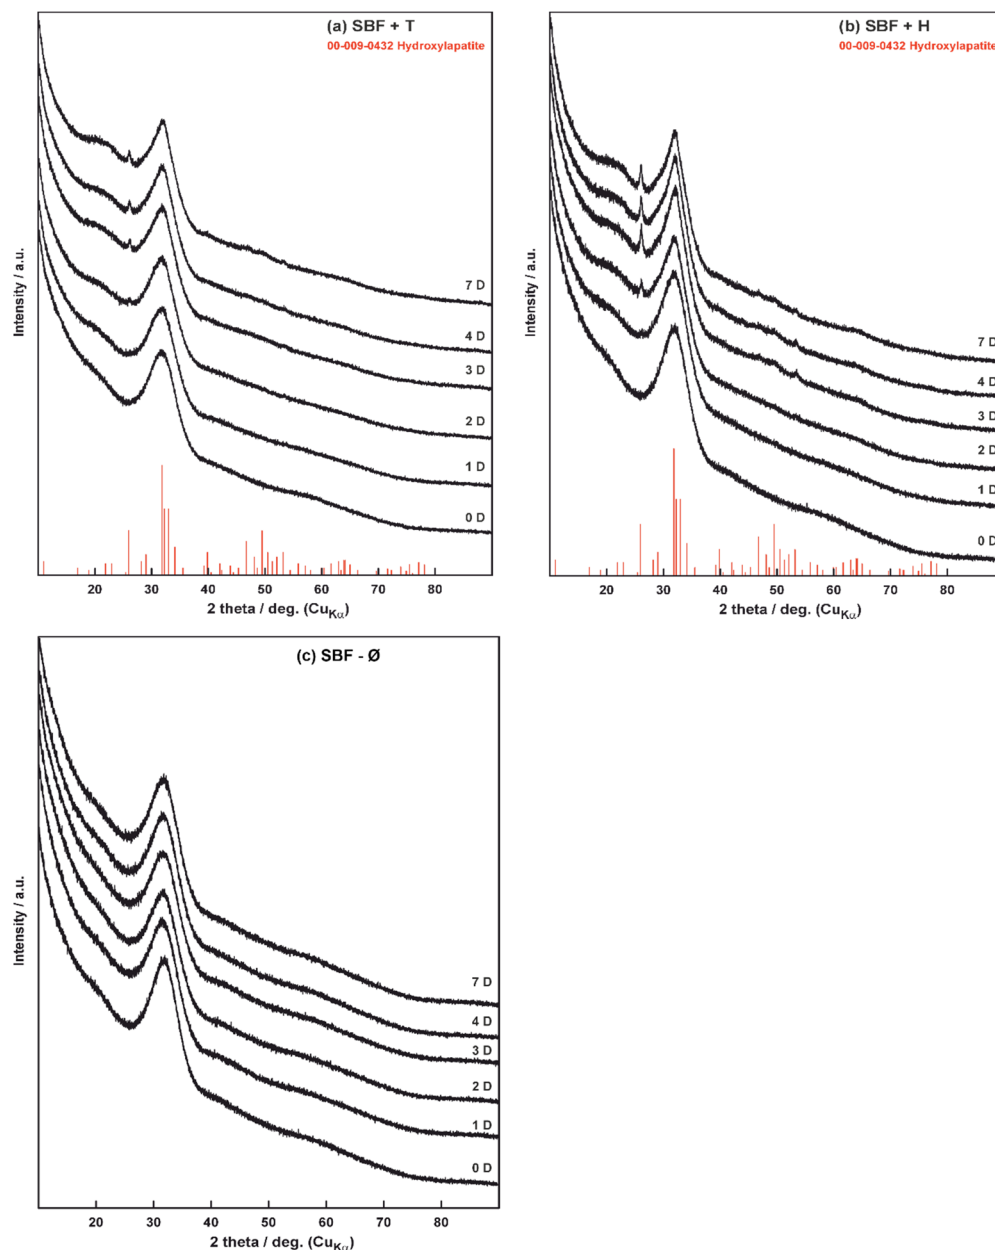 (a) SBF + T
00-009-0432 Hydroxylapatite
Intensity / a.u.
7 D
4 D
3 D
2 D
1 D
0 D
20 30 40 50 60 70 80
2 theta / deg. (CuKα)
(b) SBF + H
00-009-0432 Hydroxylapatite
Intensity / a.u.
7 D
4 D
3 D
2 D
1 D
0 D
20 30 40 50 60 70 80
2 theta / deg. (CuKα)
(c) SBF - Ø
Intensity / a.u.
7 D
4 D
3 D
2 D
1 D
0 D
20 30 40 50 60 70 80
2 theta / deg. (CuKα)